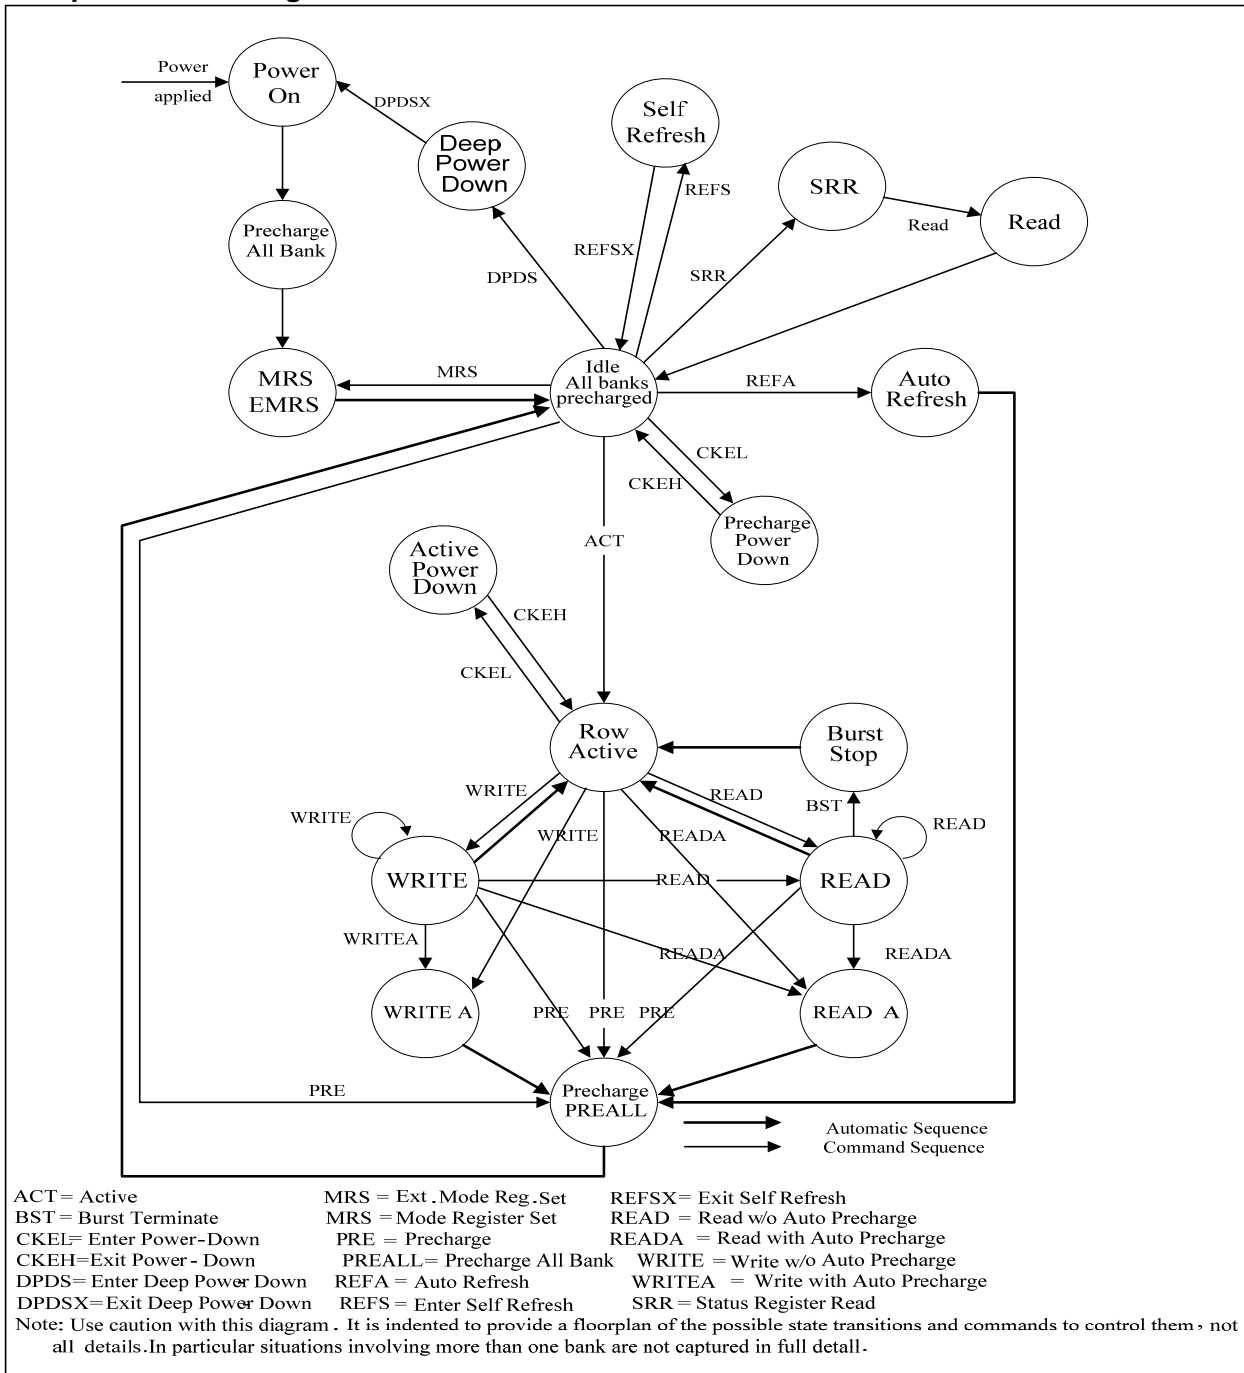 Power
applied
Power
On
DPDSX
Deep
Power
Down
Self
Refresh
REFS
SRR
Read
Read
Precharge
All Bank
REFSX
DPDS
SRR
MRS
EMRS
MRS
Idle
All banks
precharged
REFA
Auto
Refresh
CKEL
CKEH
Precharge
Power
Down
ACT
Active
Power
Down
CKEH
CKEL
Row
Active
Burst
Stop
WRITE
READ
BST
WRITE
READ
WRITE
READA
WRITE
READ
READ
WRITEA
READA
READA
WRITE A
PRE
PRE
PRE
READ A
PRE
Precharge
PREALL
Automatic Sequence
Command Sequence
ACT = Active MRS = Ext.Mode Reg.Set REFSX= Exit Self Refresh
BST = Burst Terminate MRS = Mode Register Set READ = Read w/o Auto Precharge
CKEL= Enter Power-Down PRE = Precharge READA = Read with Auto Precharge
CKEH=Exit Power - Down PREALL= Precharge All Bank WRITE = Write w/o Auto Precharge
DPDS= Enter Deep Power Down REFA = Auto Refresh WRITEA = Write with Auto Precharge
DPDSX=Exit Deep Power Down REFS = Enter Self Refresh SRR = Status Register Read
Note: Use caution with this diagram . It is indented to provide a floorplan of the possible state transitions and commands to control them, not
all details.In particular situations involving more than one bank are not captured in full detall.